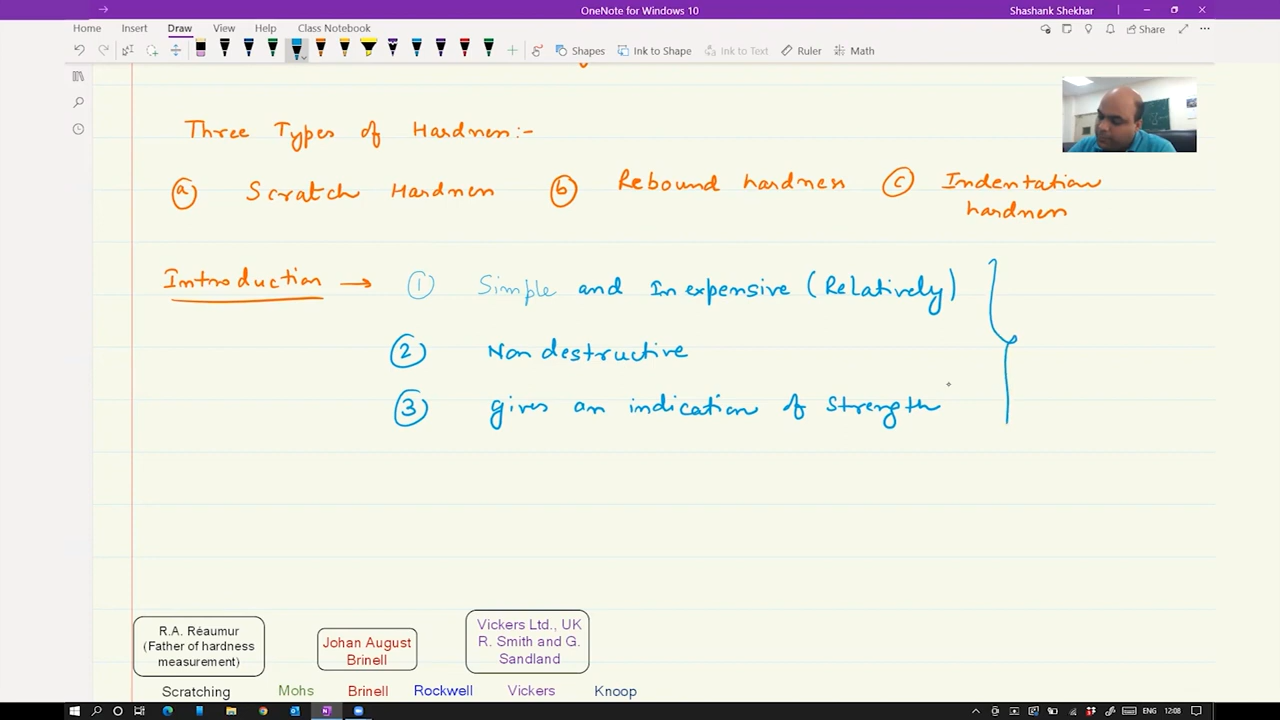 OneNote for Windows 10
Shashank Shekhar
Home Insert Draw View Help Class Notebook
Share
Shapes Ink to Shape Ink to Text Ruler Math
Three Types of Hardness:-
a Scratch Hardness b Rebound hardness c Indentation
hardness
Introduction → 1 Simple and Inexpensive (Relatively)
2 Non destructive
3 gives an indication of Strength
R.A. Réaumur
(Father of hardness
measurement)
Johan August
Brinell
Vickers Ltd., UK
R. Smith and G.
Sandland
Scratching Mohs Brinell Rockwell Vickers Knoop
ENG 12:08